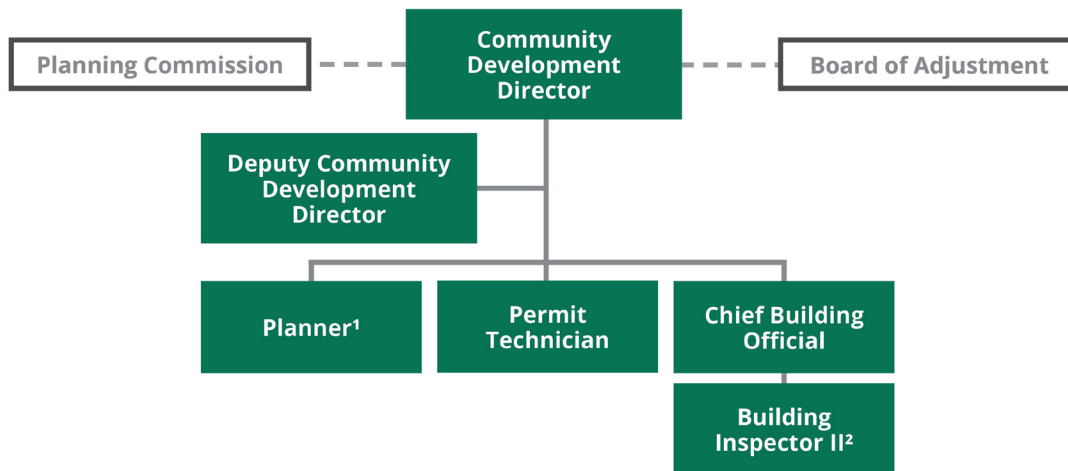 Community
Development
Director
Planning Commission
Board of Adjustment
Deputy Community
Development
Director
Planner¹
Permit
Technician
Chief Building
Official
Building
Inspector II²